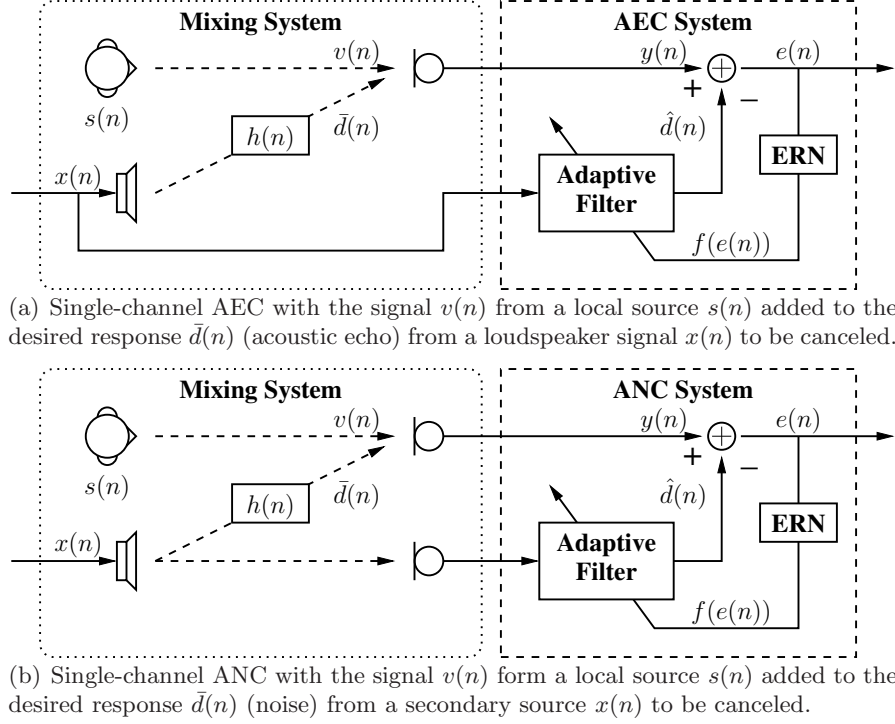 Mixing System
AEC System
v(n)
y(n)
e(n)
+
+
−
s(n)
h(n)
d̄(n)
d̂(n)
ERN
x(n)
Adaptive
Filter
f(e(n))
(a) Single-channel AEC with the signal v(n) from a local source s(n) added to the
desired response d̄(n) (acoustic echo) from a loudspeaker signal x(n) to be canceled.
Mixing System
ANC System
v(n)
y(n)
e(n)
+
+
−
s(n)
h(n)
d̄(n)
d̂(n)
ERN
x(n)
Adaptive
Filter
f(e(n))
(b) Single-channel ANC with the signal v(n) form a local source s(n) added to the
desired response d̄(n) (noise) from a secondary source x(n) to be canceled.